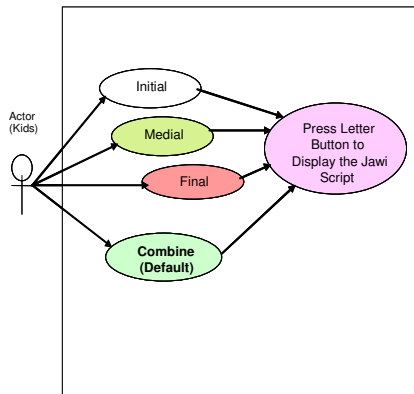 Actor
(Kids)
Initial
Medial
Final
Combine
(Default)
Press Letter
Button to
Display the Jawi
Script